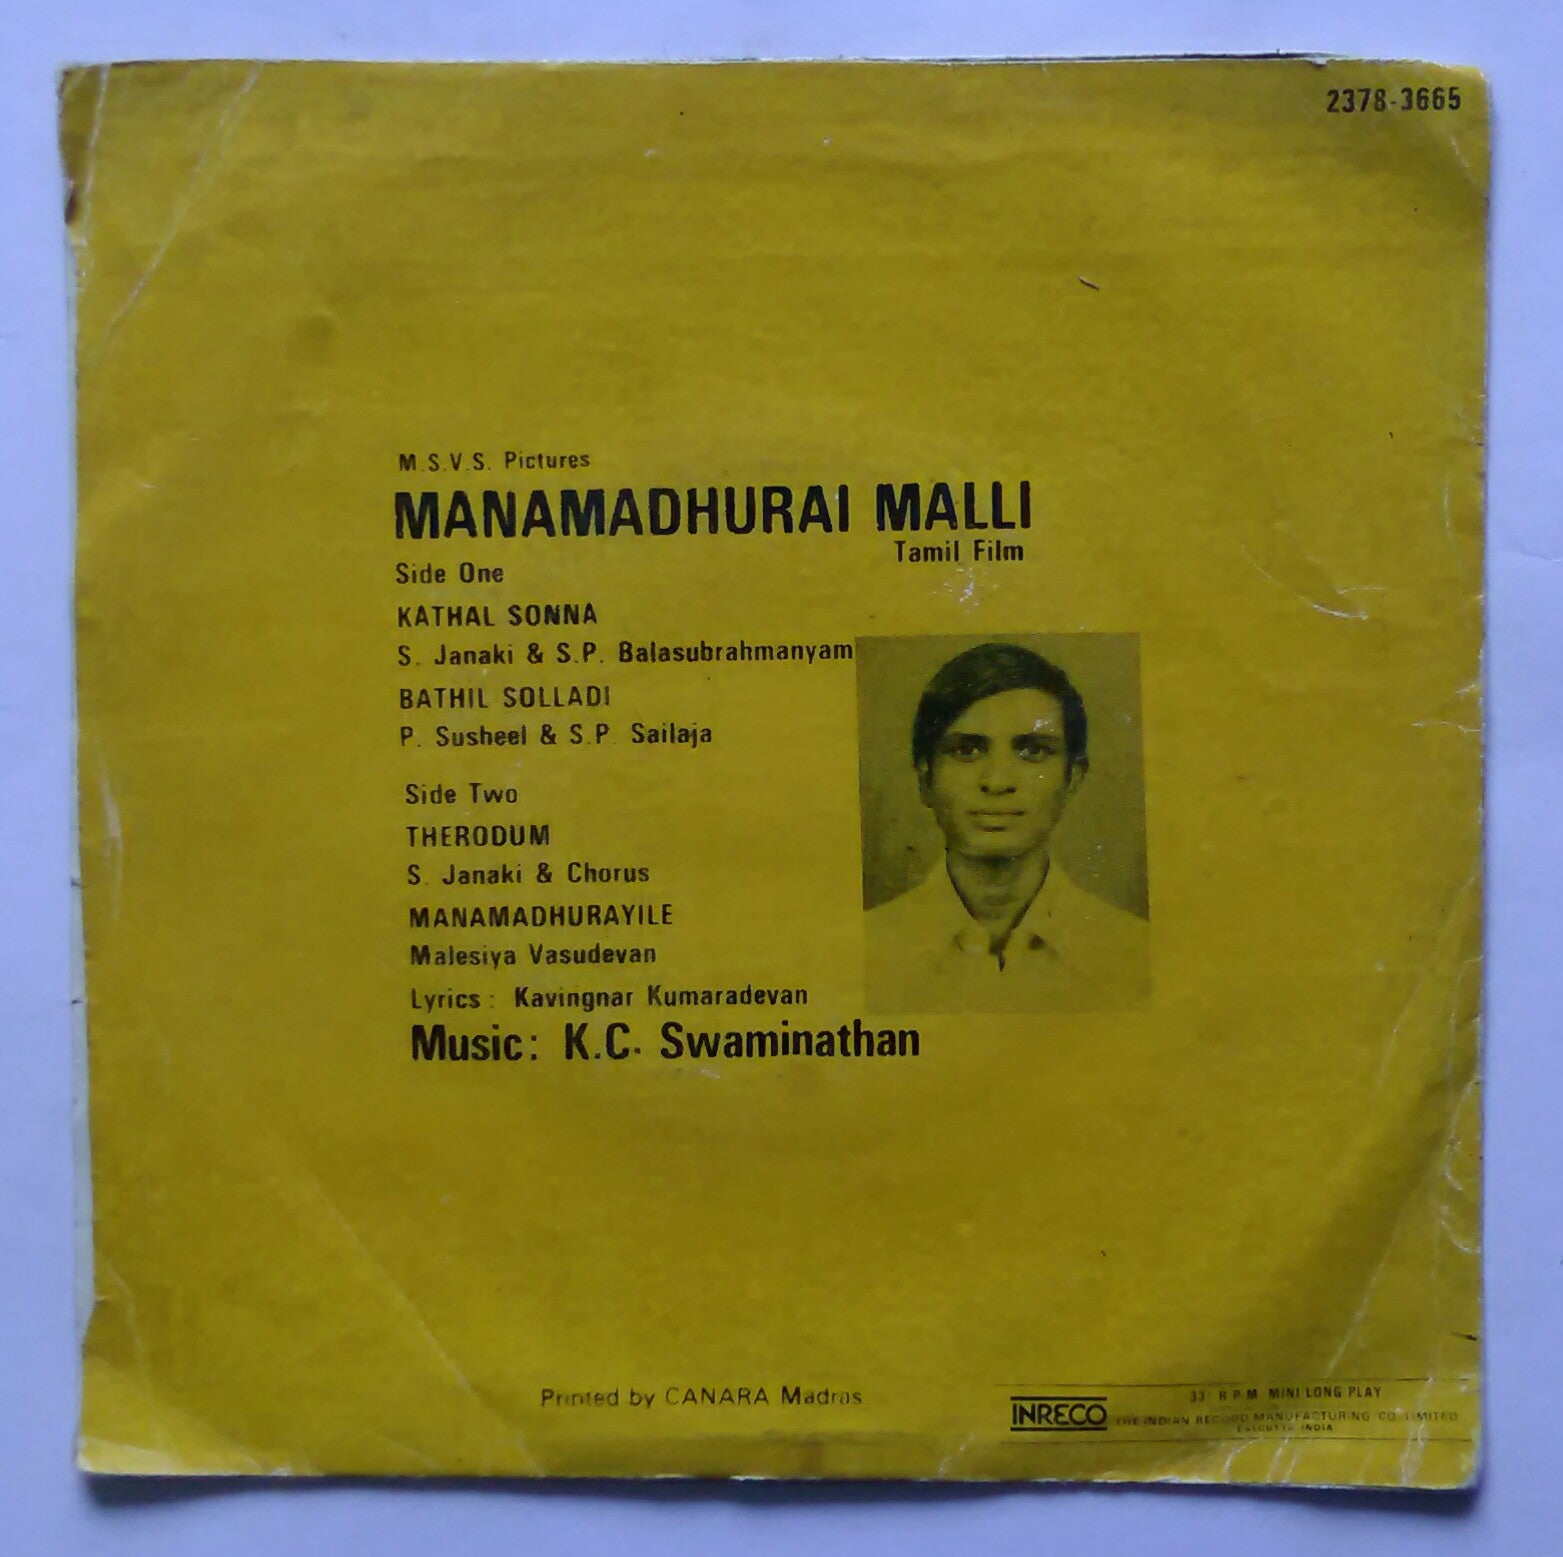 2378-3665
M.S.V.S. Pictures
MANAMADHURAI MALLI
Tamil Film
Side One
KATHAL SONNA
S. Janaki & S.P. Balasubrahmanyam
BATHIL SOLLADI
P. Susheel & S.P. Sailaja
Side Two
THERODUM
S. Janaki & Chorus
MANAMADHURAYILE
Malesiya Vasudevan
Lyrics : Kavingnar Kumaradevan
Music: K.C. Swaminathan
Printed by CANARA Madras
33 R P M MINI LONG PLAY
INRECO THE INDIAN RECORD MANUFACTURING CO. LIMITED
CALCUTTA INDIA